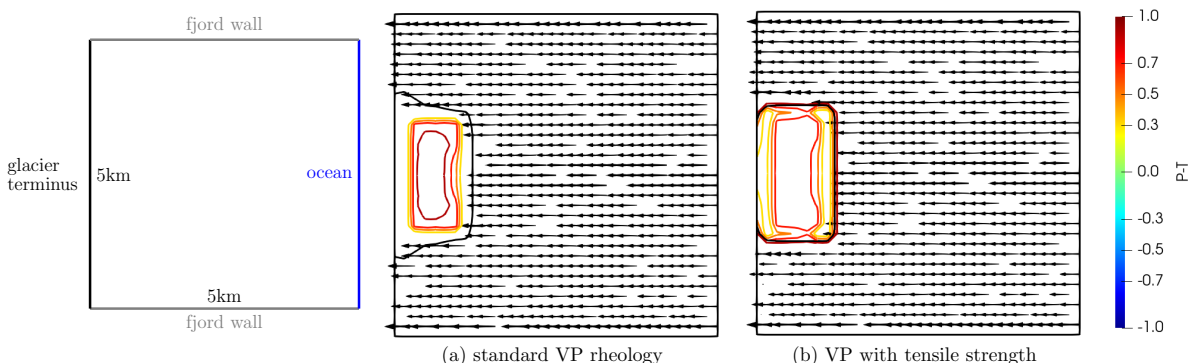 fjord wall
glacier
terminus
5km
ocean
5km
fjord wall
(a) standard VP rheology
(b) VP with tensile strength
1.0
0.7
0.5
0.3
0.0
-0.3
-0.5
-0.7
-1.0
P-T